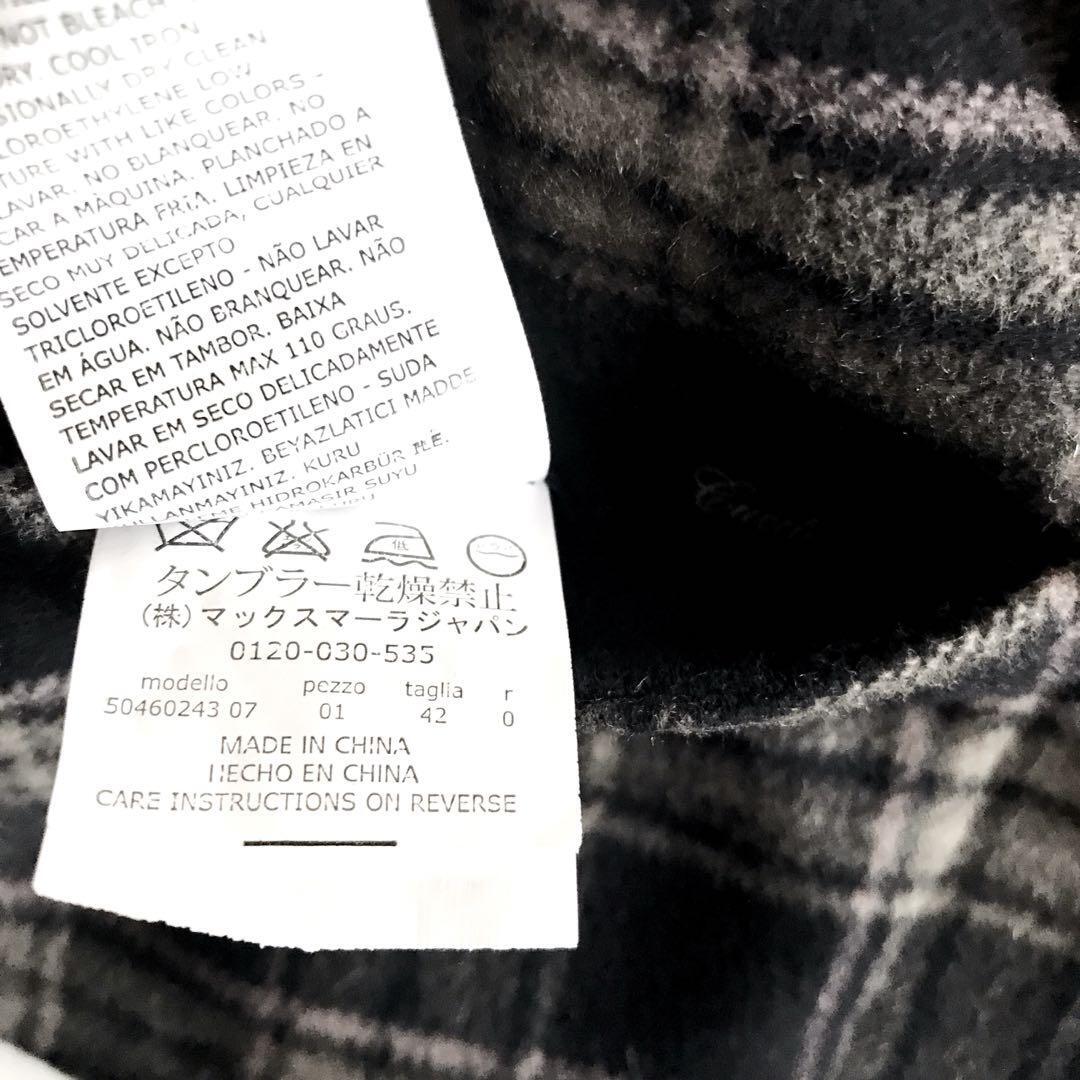 NOT BLEACH
DRY. COOL IRON
SIONALLY DRY CLEAN
LOROETHYLENE LOW
TURE WITH LIKE COLORS -
LAVAR. NO BLANQUEAR. NO
CAR A MAQUINA. PLANCHADO A
EMPERATURA FRIA. LIMPIEZA EN
SECO MUY DELICADA, CUALQUIER
SOLVENTE EXCEPTO
TRICLOROETILENO - NÃO LAVAR
EM ÁGUA. NÃO BRANQUEAR. NÃO
SECAR EM TAMBOR. BAIXA
TEMPERATURA MAX 110 GRAUS.
LAVAR EM SECO DELICADAMENTE
COM PERCLOROETILENO - SUDA
YIKAMAYINIZ. BEYAZLATICI MADDE
KULLANMAYINIZ. KURU
HIDROKARBÜR ILE.
低
タンブラー乾燥禁止
(株)マックスマーラジャパン
0120-030-535
modello pezzo taglia r
50460243 07 01 42 0
MADE IN CHINA
HECHO EN CHINA
CARE INSTRUCTIONS ON REVERSE